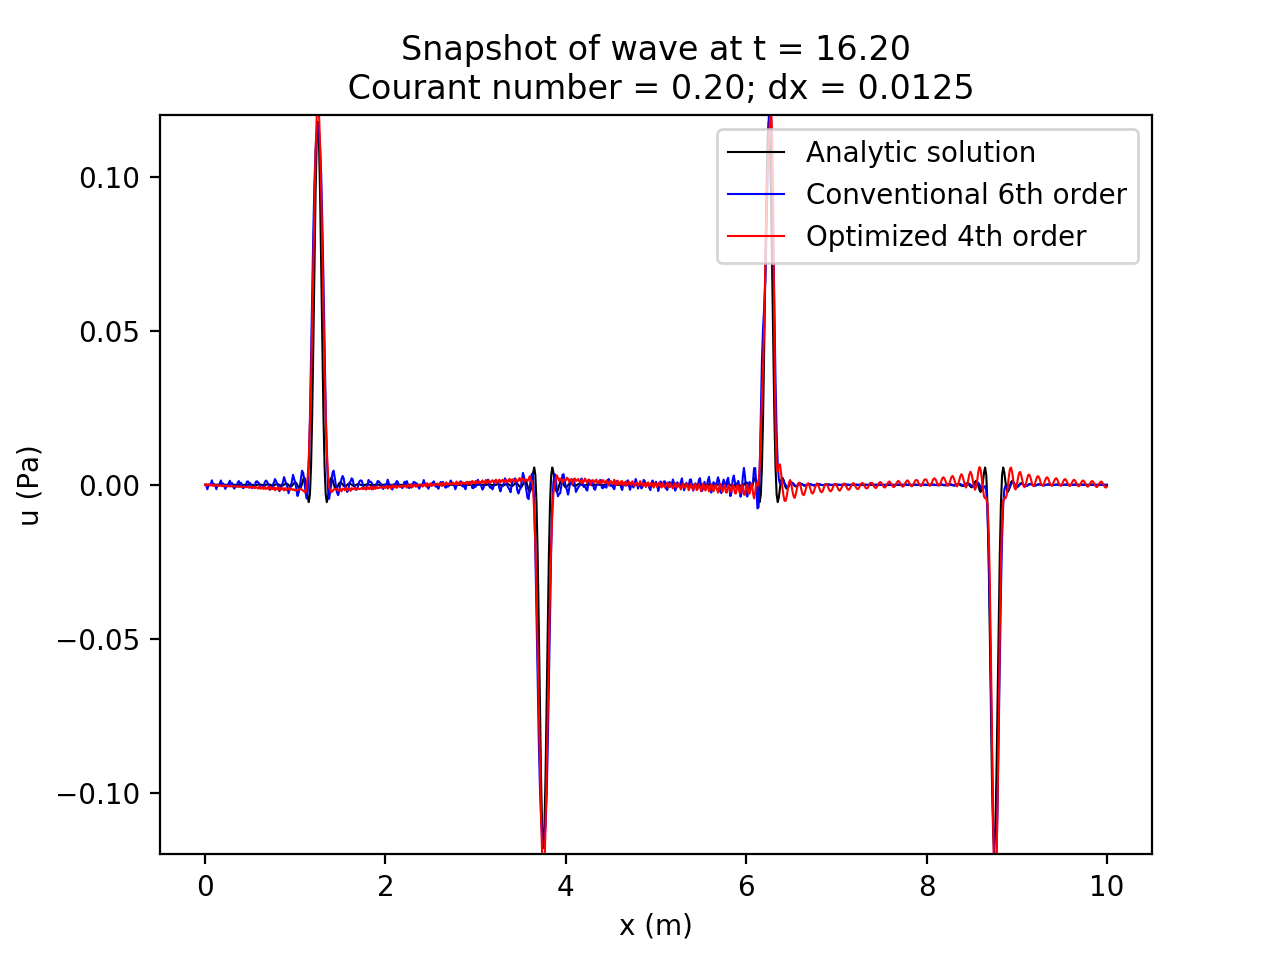 Snapshot of wave at t = 16.20
Courant number = 0.20; dx = 0.0125
Analytic solution
Conventional 6th order
Optimized 4th order
0.10
0.05
0.00
−0.05
−0.10
u (Pa)
0 2 4 6 8 10
x (m)